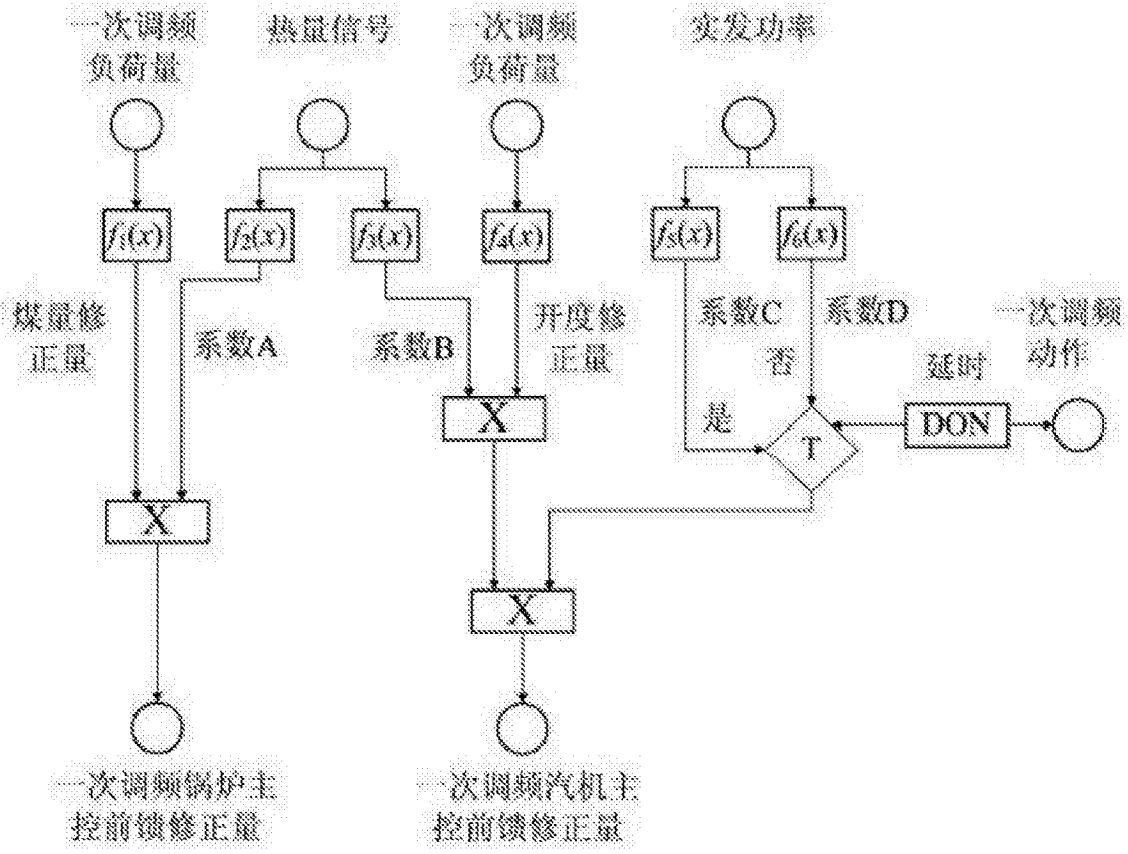 一次调频
负荷量
热量信号
一次调频
负荷量
实发功率
f1(x)
f2(x)
f3(x)
f4(x)
f5(x)
f6(x)
煤量修
正量
系数A
系数B
开度修
正量
系数C
系数D
一次调频
动作
否
延时
是
X
T
DON
X
X
一次调频锅炉主
控前馈修正量
一次调频汽机主
控前馈修正量